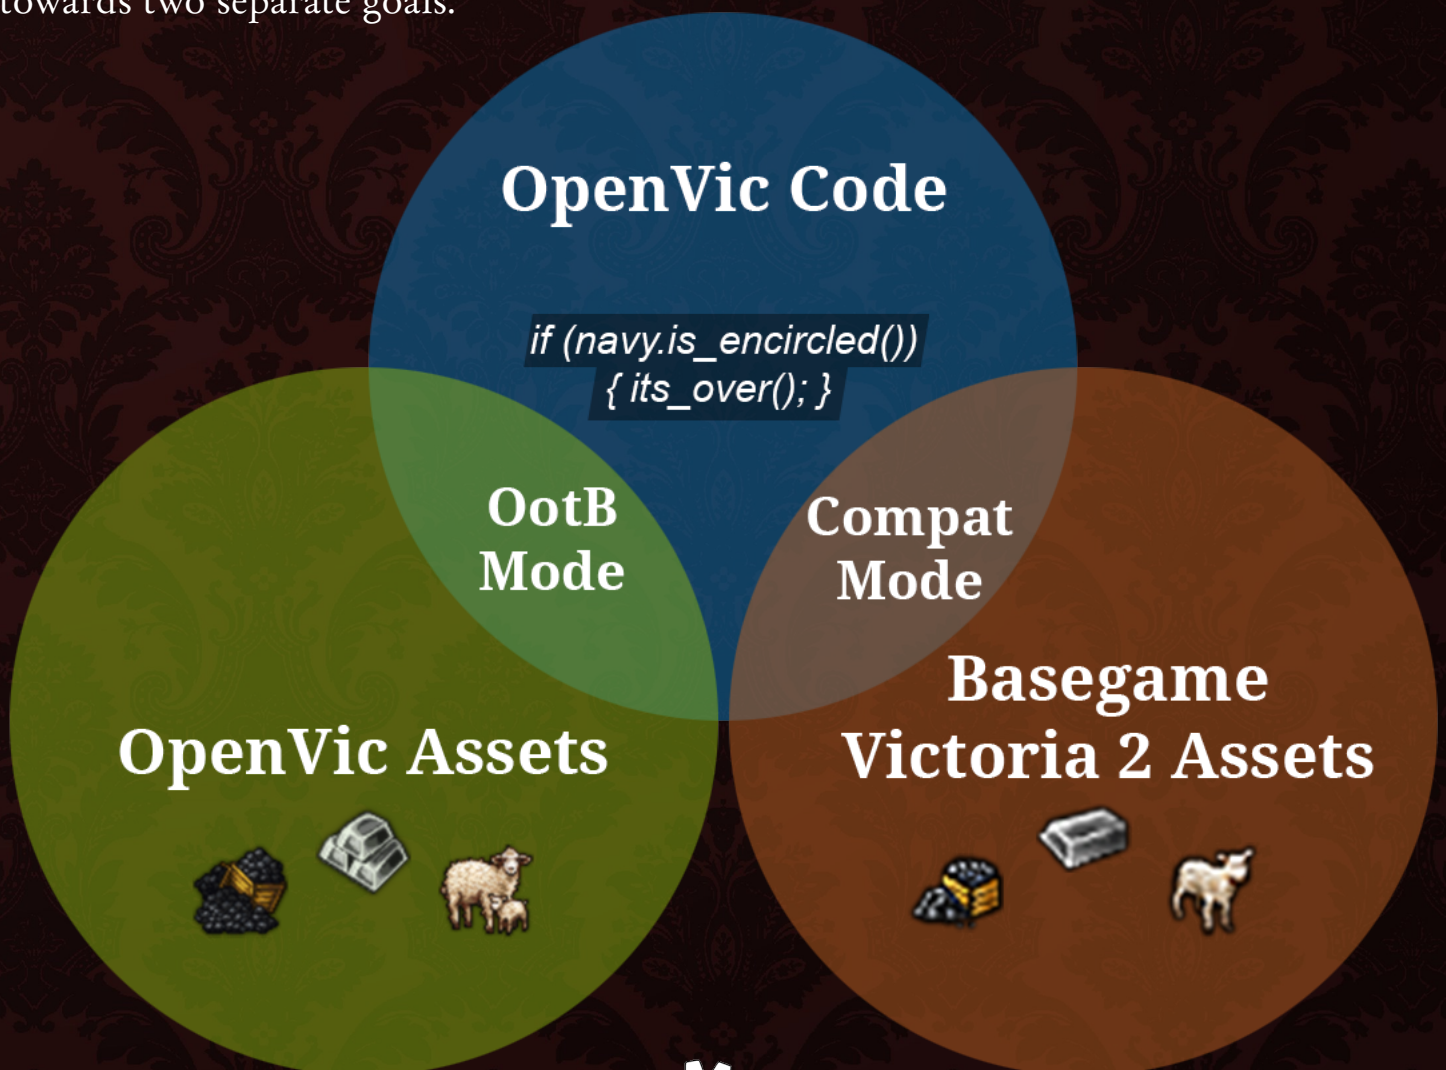 towards two separate goals.
OpenVic Code
if (navy.is_encircled())
{ its_over(); }
OotB
Mode
Compat
Mode
Basegame
Victoria 2 Assets
OpenVic Assets